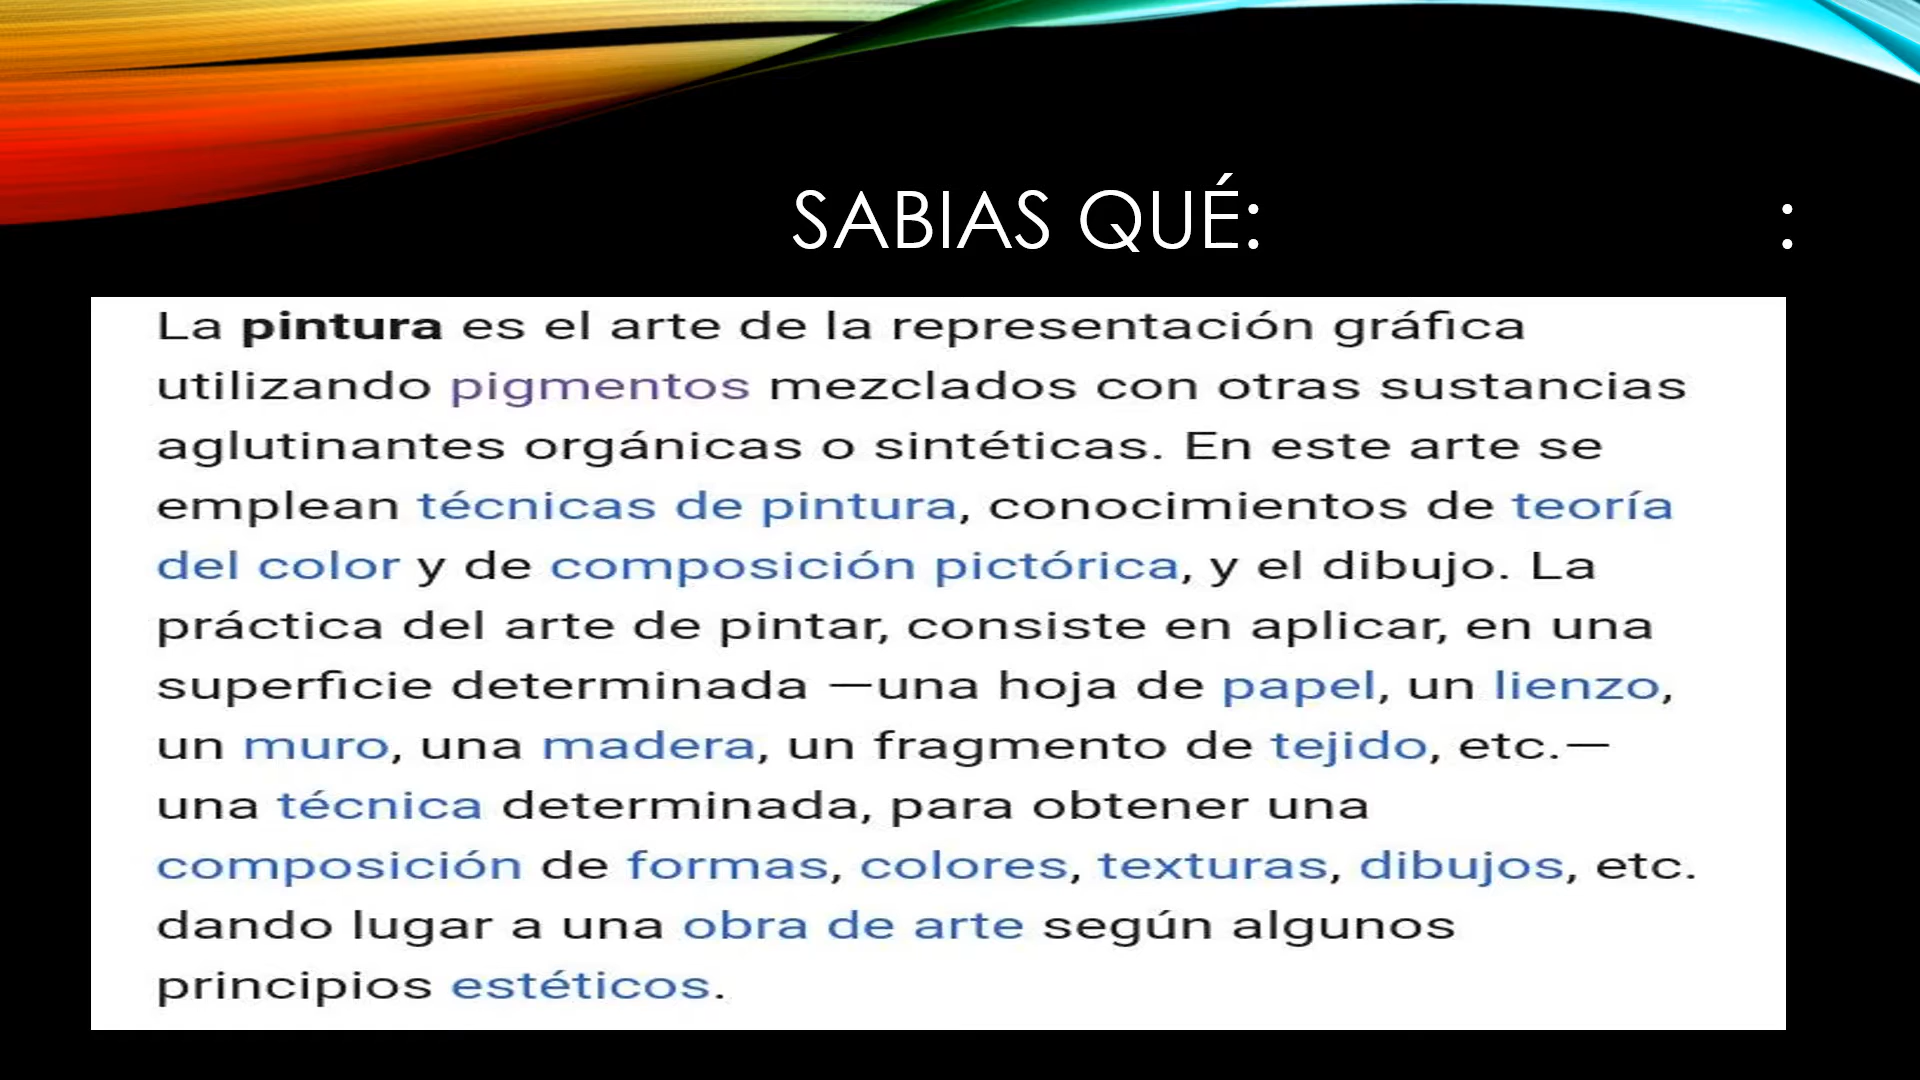 SABIAS QUÉ: :
La pintura es el arte de la representación gráfica
utilizando pigmentos mezclados con otras sustancias
aglutinantes orgánicas o sintéticas. En este arte se
emplean técnicas de pintura, conocimientos de teoría
del color y de composición pictórica, y el dibujo. La
práctica del arte de pintar, consiste en aplicar, en una
superficie determinada —una hoja de papel, un lienzo,
un muro, una madera, un fragmento de tejido, etc.—
una técnica determinada, para obtener una
composición de formas, colores, texturas, dibujos, etc.
dando lugar a una obra de arte según algunos
principios estéticos.